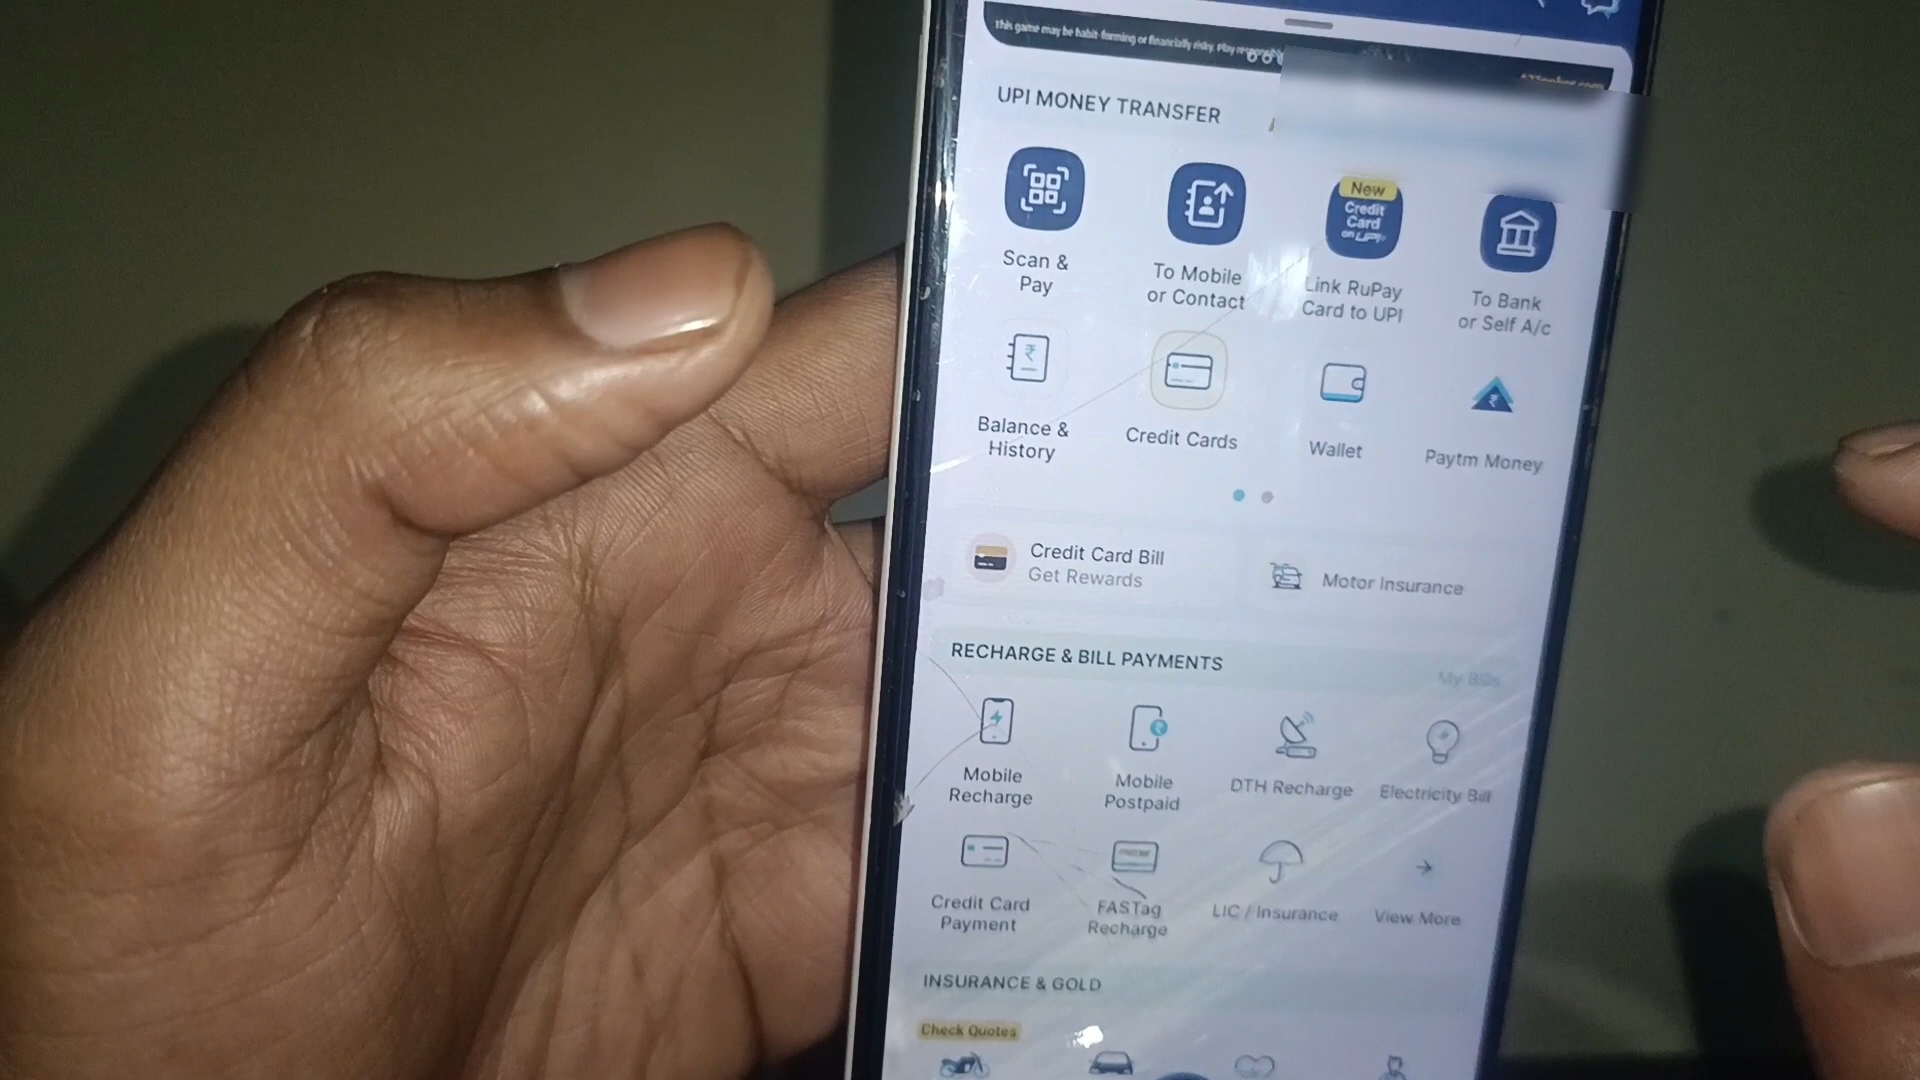 This game may be habit-forming or financially risky. Play responsibly
UPI MONEY TRANSFER
New
Credit
Card
on UPI
Scan &
Pay
To Mobile
or Contact
Link RuPay
Card to UPI
To Bank
or Self A/c
Balance &
History
Credit Cards
Wallet
Paytm Money
Credit Card Bill
Get Rewards
Motor Insurance
RECHARGE & BILL PAYMENTS
My Bills
Mobile
Recharge
Mobile
Postpaid
DTH Recharge
Electricity Bill
Credit Card
Payment
FASTag
Recharge
LIC / Insurance
View More
INSURANCE & GOLD
Check Quotes